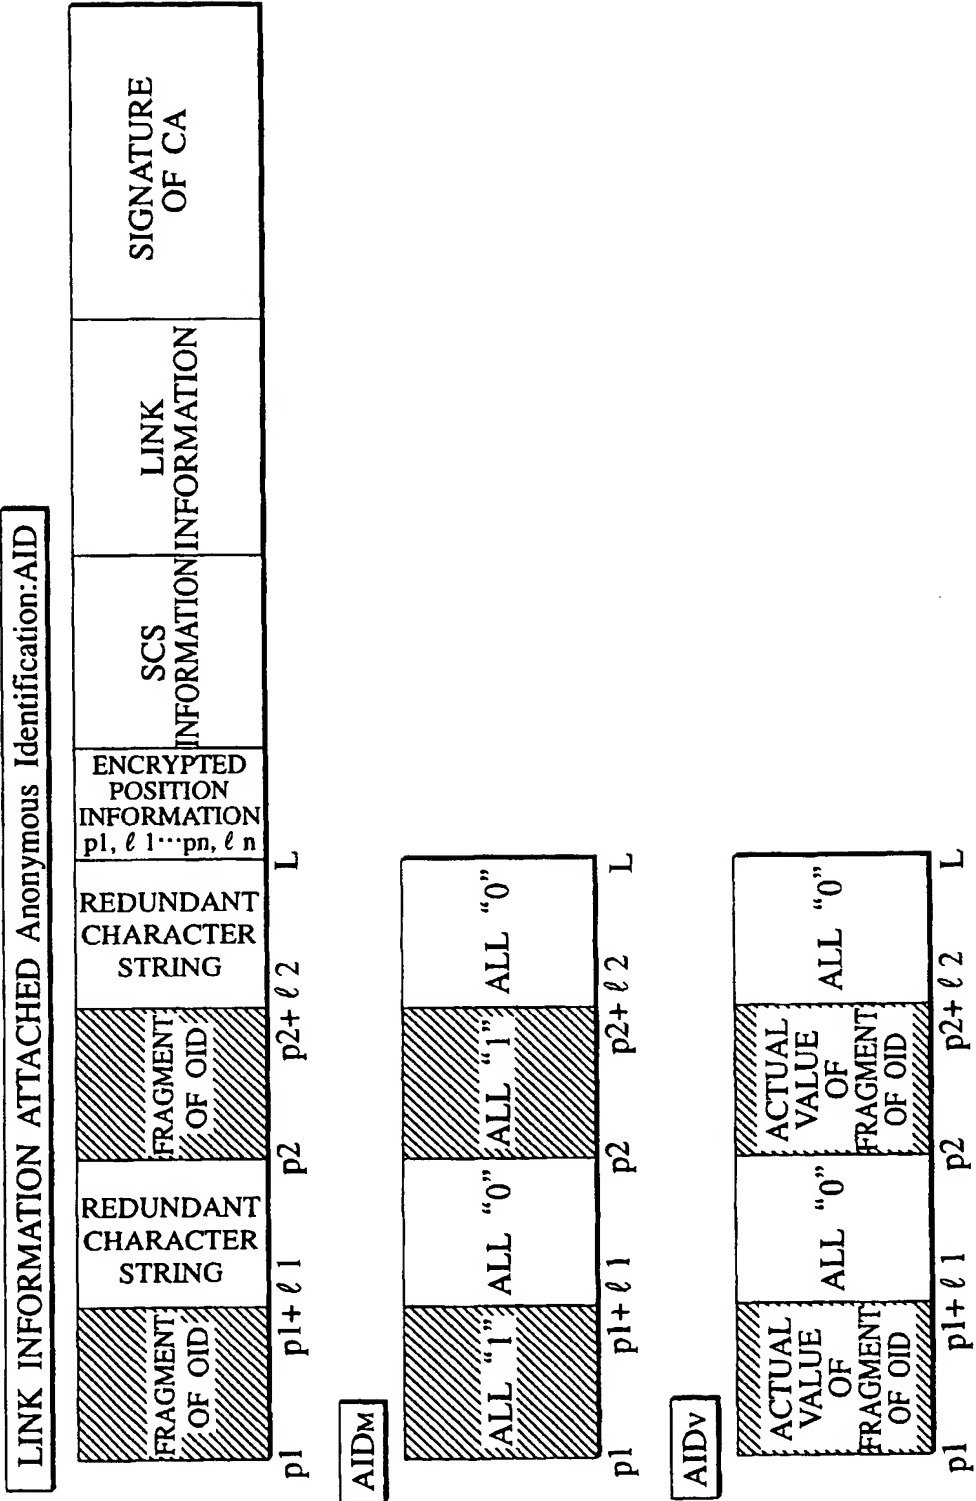 LINK INFORMATION ATTACHED Anonymous Identification:AID
FRAGMENT
OF OID
REDUNDANT
CHARACTER
STRING
FRAGMENT
OF OID
REDUNDANT
CHARACTER
STRING
ENCRYPTED
POSITION
INFORMATION
p1, ℓ 1⋯pn, ℓ n
SCS
INFORMATION
LINK
INFORMATION
SIGNATURE
OF CA
p1
p1+ ℓ 1
p2
p2+ ℓ 2
L
AIDM
ALL “1”
ALL “0”
ALL “1”
ALL “0”
p1
p1+ ℓ 1
p2
p2+ ℓ 2
L
AIDV
ACTUAL
VALUE
OF
FRAGMENT
OF OID
ALL “0”
ACTUAL
VALUE
OF
FRAGMENT
OF OID
ALL “0”
p1
p1+ ℓ 1
p2
p2+ ℓ 2
L